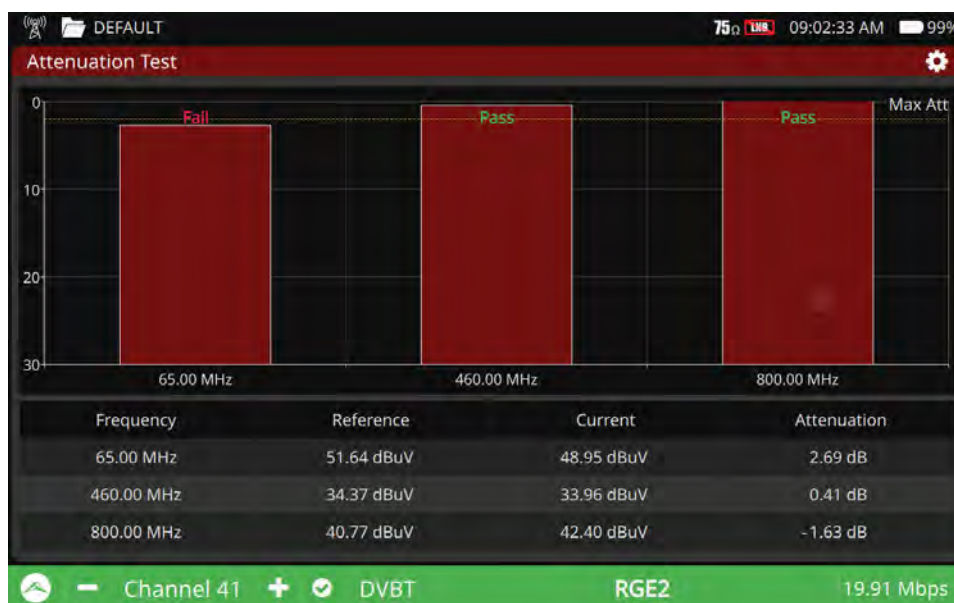 DEFAULT 75Ω LNB 09:02:33 AM 99%
Attenuation Test
0 Fail Pass Pass Max Att
10
20
30
65.00 MHz 460.00 MHz 800.00 MHz
Frequency Reference Current Attenuation
65.00 MHz 51.64 dBuV 48.95 dBuV 2.69 dB
460.00 MHz 34.37 dBuV 33.96 dBuV 0.41 dB
800.00 MHz 40.77 dBuV 42.40 dBuV -1.63 dB
Channel 41 DVBT RGE2 19.91 Mbps